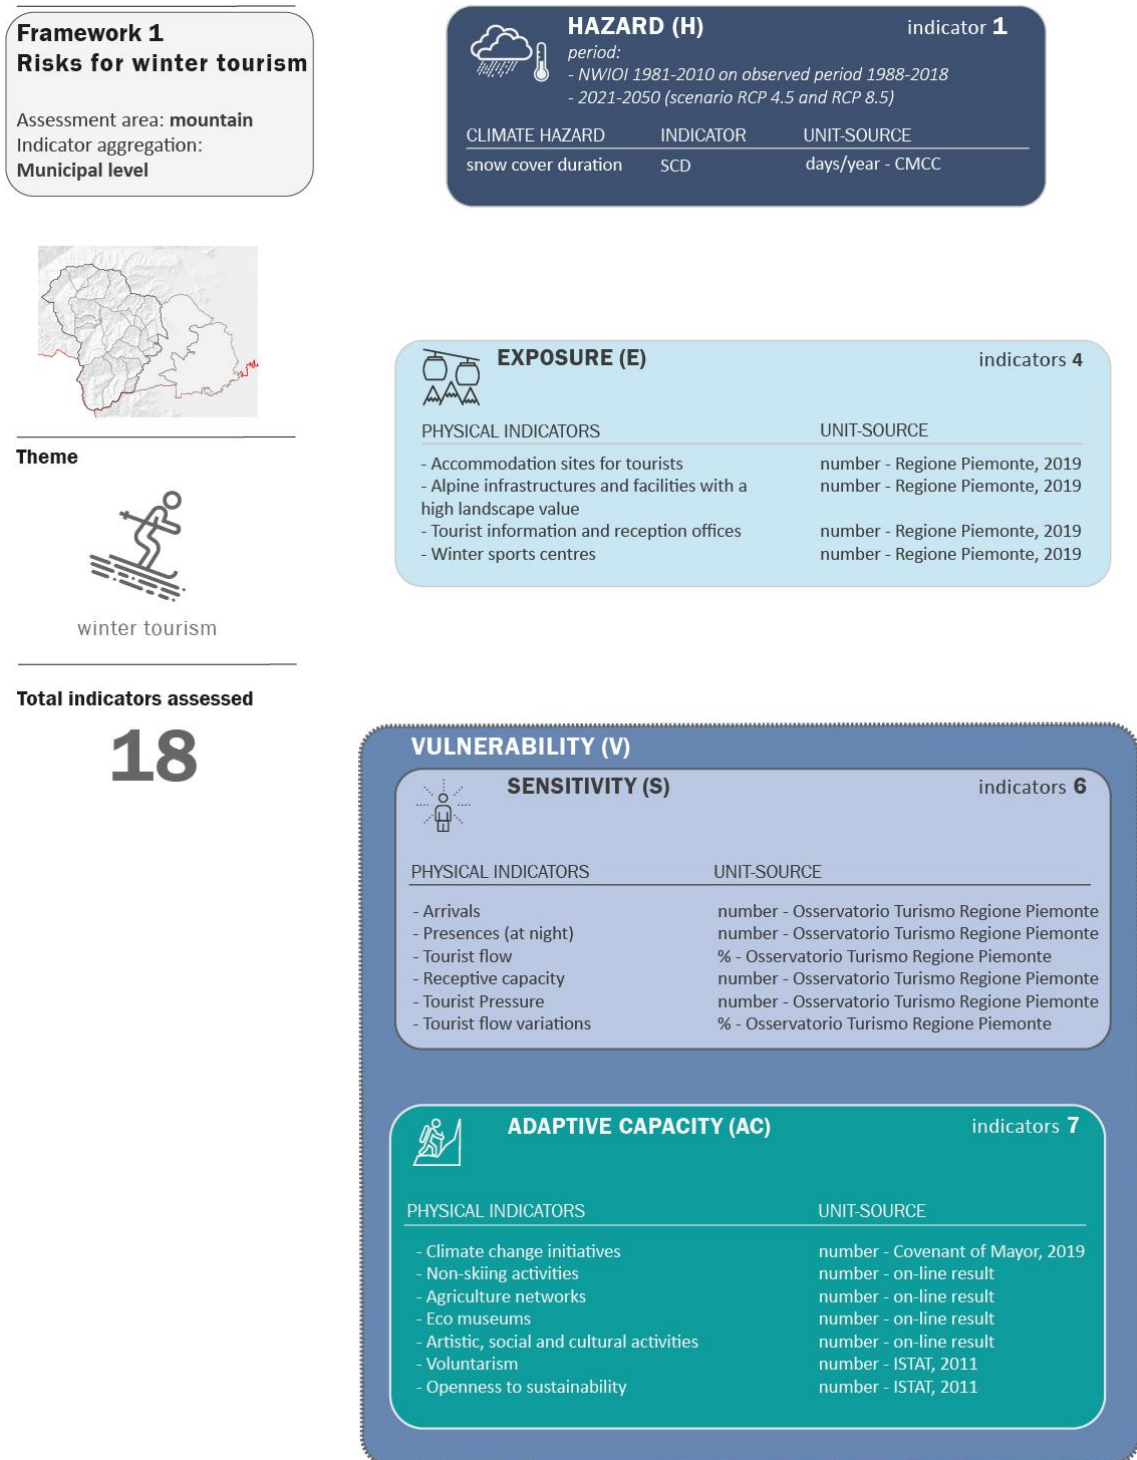 Framework 1
Risks for winter tourism
Assessment area: mountain
Indicator aggregation:
Municipal level
Theme
winter tourism
Total indicators assessed
18
HAZARD (H) indicator 1
period:
- NWIOI 1981-2010 on observed period 1988-2018
- 2021-2050 (scenario RCP 4.5 and RCP 8.5)
CLIMATE HAZARD INDICATOR UNIT-SOURCE
snow cover duration SCD days/year - CMCC
EXPOSURE (E) indicators 4
PHYSICAL INDICATORS UNIT-SOURCE
- Accommodation sites for tourists number - Regione Piemonte, 2019
- Alpine infrastructures and facilities with a number - Regione Piemonte, 2019
high landscape value
- Tourist information and reception offices number - Regione Piemonte, 2019
- Winter sports centres number - Regione Piemonte, 2019
VULNERABILITY (V)
SENSITIVITY (S) indicators 6
PHYSICAL INDICATORS UNIT-SOURCE
- Arrivals number - Osservatorio Turismo Regione Piemonte
- Presences (at night) number - Osservatorio Turismo Regione Piemonte
- Tourist flow % - Osservatorio Turismo Regione Piemonte
- Receptive capacity number - Osservatorio Turismo Regione Piemonte
- Tourist Pressure number - Osservatorio Turismo Regione Piemonte
- Tourist flow variations % - Osservatorio Turismo Regione Piemonte
ADAPTIVE CAPACITY (AC) indicators 7
PHYSICAL INDICATORS UNIT-SOURCE
- Climate change initiatives number - Covenant of Mayor, 2019
- Non-skiing activities number - on-line result
- Agriculture networks number - on-line result
- Eco museums number - on-line result
- Artistic, social and cultural activities number - on-line result
- Voluntarism number - ISTAT, 2011
- Openness to sustainability number - ISTAT, 2011